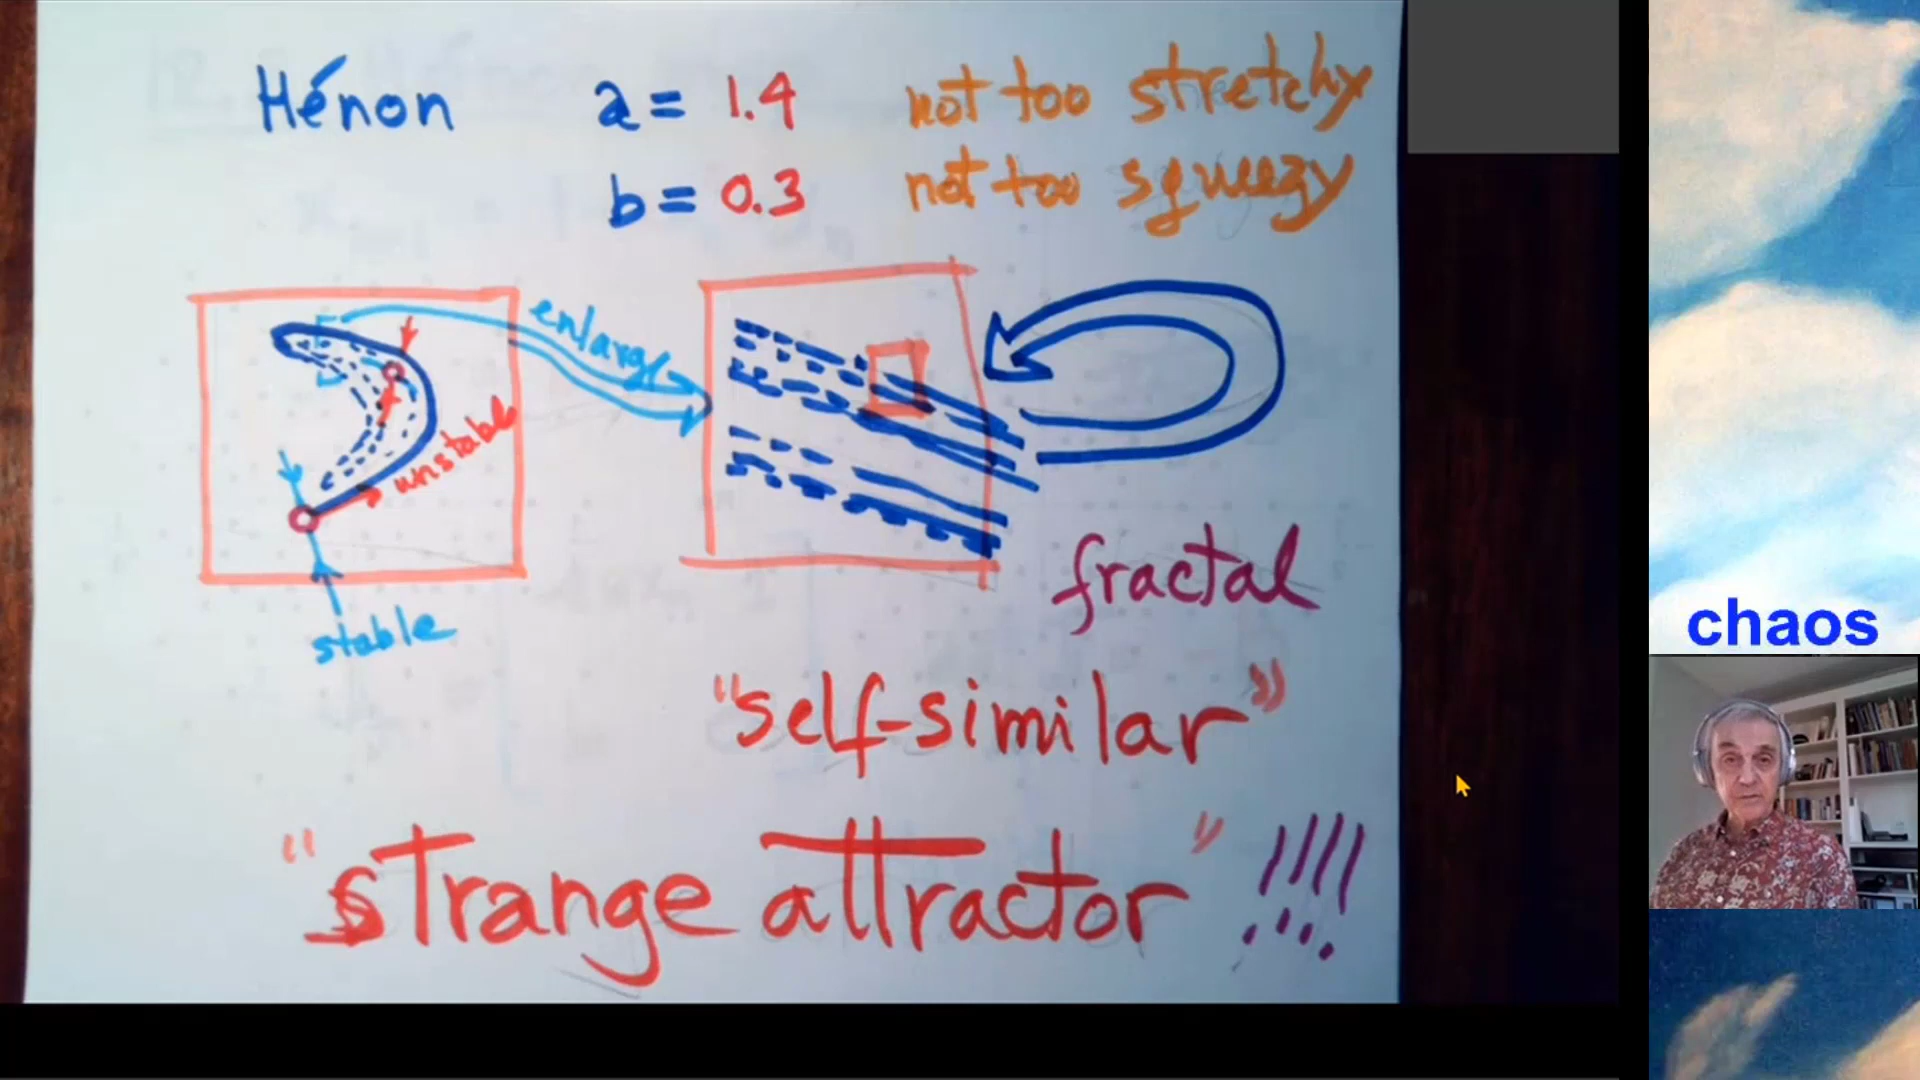 Hénon a = 1.4 not too stretchy
b = 0.3 not too squeezy
enlarge
unstable
stable
fractal
"self-similar"
"strange attractor" !!!!
chaos